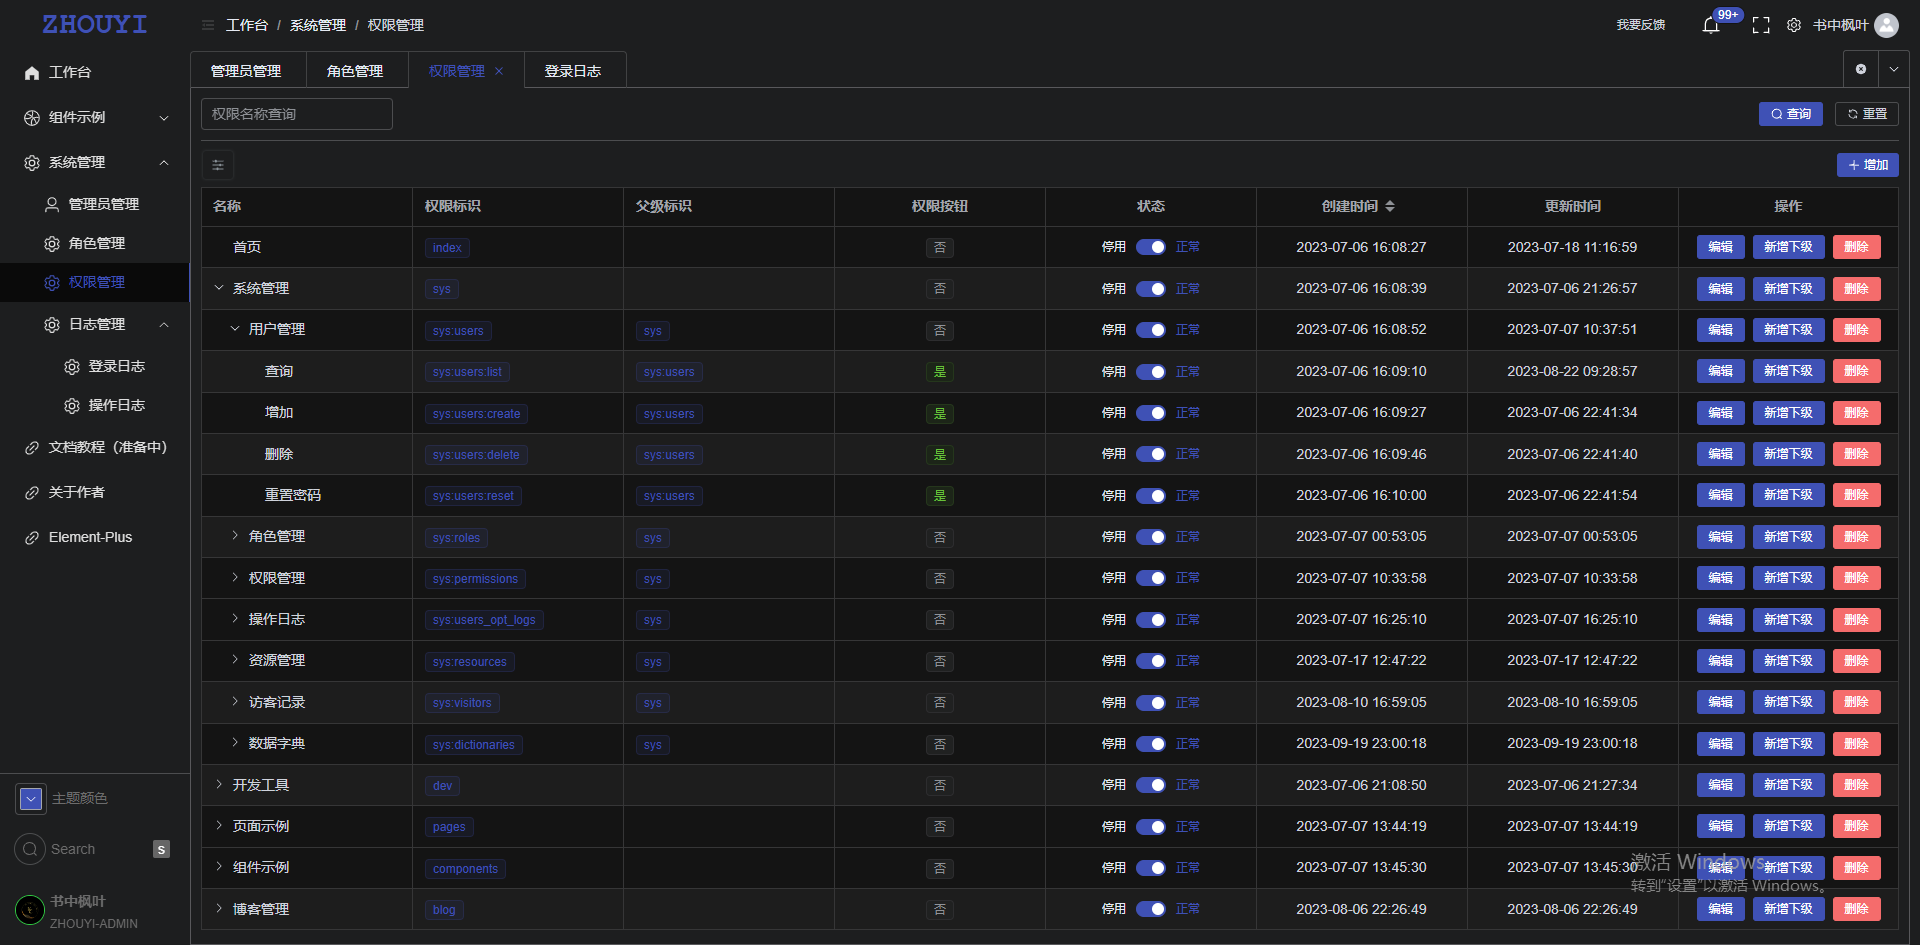 ZHOUYI
工作台 / 系统管理 / 权限管理
我要反馈
99+
书中枫叶
工作台
组件示例
系统管理
管理员管理
角色管理
权限管理
日志管理
登录日志
操作日志
文档教程（准备中）
关于作者
Element-Plus
主题颜色
Search S
书中枫叶
ZHOUYI-ADMIN
管理员管理 角色管理 权限管理 登录日志
权限名称查询
查询 重置
增加
名称 权限标识 父级标识 权限按钮 状态 创建时间 更新时间 操作
首页 index 否 停用 正常 2023-07-06 16:08:27 2023-07-18 11:16:59 编辑 新增下级 删除
系统管理 sys 否 停用 正常 2023-07-06 16:08:39 2023-07-06 21:26:57 编辑 新增下级 删除
用户管理 sys:users sys 否 停用 正常 2023-07-06 16:08:52 2023-07-07 10:37:51 编辑 新增下级 删除
查询 sys:users:list sys:users 是 停用 正常 2023-07-06 16:09:10 2023-08-22 09:28:57 编辑 新增下级 删除
增加 sys:users:create sys:users 是 停用 正常 2023-07-06 16:09:27 2023-07-06 22:41:34 编辑 新增下级 删除
删除 sys:users:delete sys:users 是 停用 正常 2023-07-06 16:09:46 2023-07-06 22:41:40 编辑 新增下级 删除
重置密码 sys:users:reset sys:users 是 停用 正常 2023-07-06 16:10:00 2023-07-06 22:41:54 编辑 新增下级 删除
角色管理 sys:roles sys 否 停用 正常 2023-07-07 00:53:05 2023-07-07 00:53:05 编辑 新增下级 删除
权限管理 sys:permissions sys 否 停用 正常 2023-07-07 10:33:58 2023-07-07 10:33:58 编辑 新增下级 删除
操作日志 sys:users_opt_logs sys 否 停用 正常 2023-07-07 16:25:10 2023-07-07 16:25:10 编辑 新增下级 删除
资源管理 sys:resources sys 否 停用 正常 2023-07-17 12:47:22 2023-07-17 12:47:22 编辑 新增下级 删除
访客记录 sys:visitors sys 否 停用 正常 2023-08-10 16:59:05 2023-08-10 16:59:05 编辑 新增下级 删除
数据字典 sys:dictionaries sys 否 停用 正常 2023-09-19 23:00:18 2023-09-19 23:00:18 编辑 新增下级 删除
开发工具 dev 否 停用 正常 2023-07-06 21:08:50 2023-07-06 21:27:34 编辑 新增下级 删除
页面示例 pages 否 停用 正常 2023-07-07 13:44:19 2023-07-07 13:44:19 编辑 新增下级 删除
组件示例 components 否 停用 正常 2023-07-07 13:45:30 2023-07-07 13:45:30 编辑 新增下级 删除
博客管理 blog 否 停用 正常 2023-08-06 22:26:49 2023-08-06 22:26:49 编辑 新增下级 删除
激活 Windows
转到“设置”以激活 Windows。